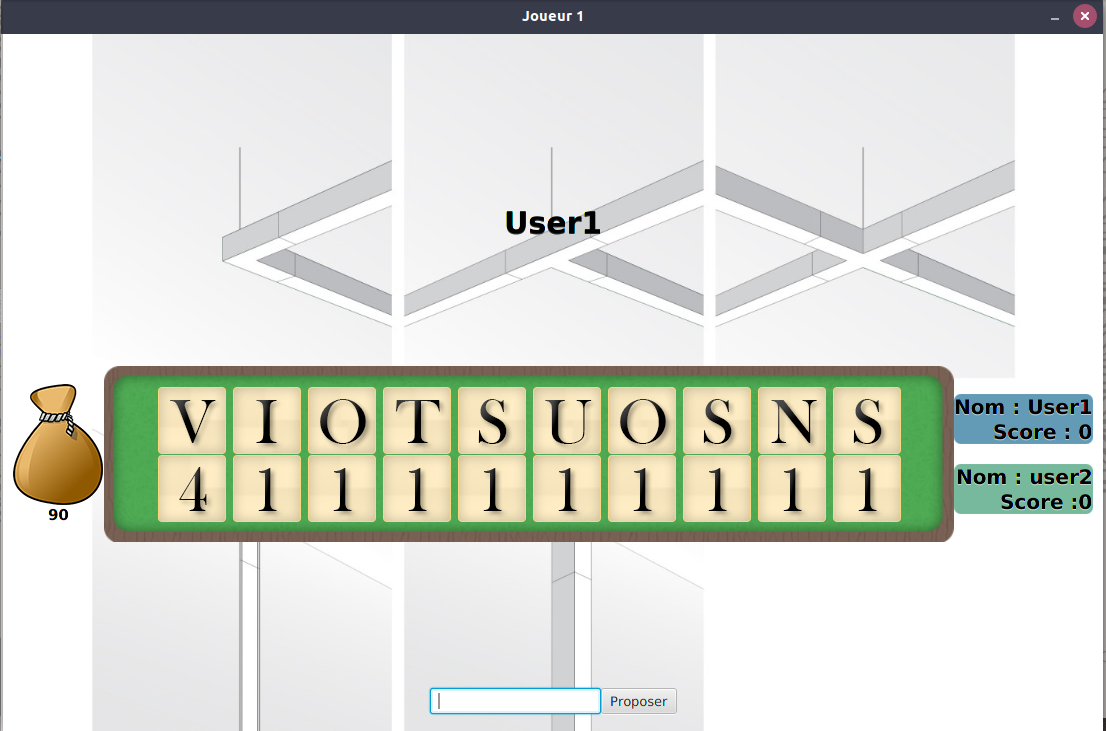 Joueur 1
User1
V I O T S U O S N S
4 1 1 1 1 1 1 1 1 1
90
Nom : User1
Score : 0
Nom : user2
Score :0
Proposer